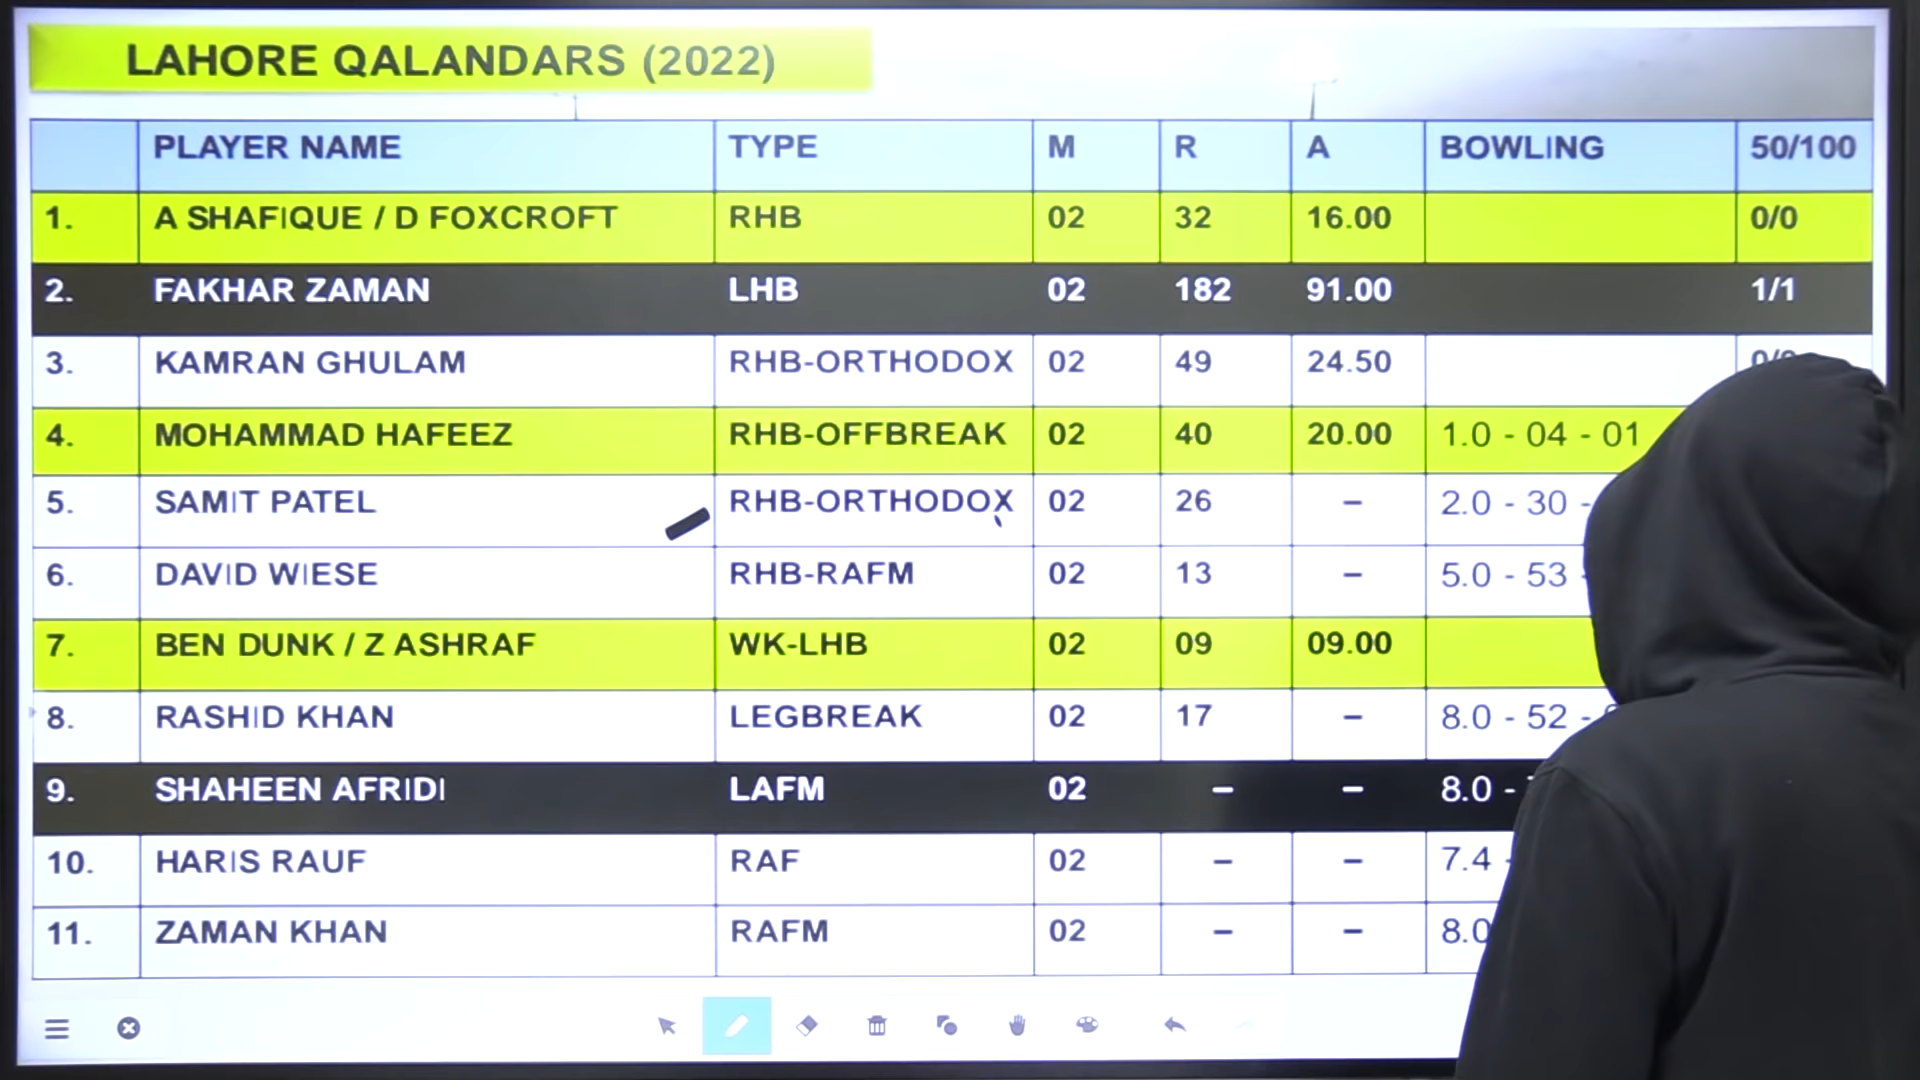 LAHORE QALANDARS (2022)
PLAYER NAME TYPE M R A BOWLING 50/100
1. A SHAFIQUE / D FOXCROFT RHB 02 32 16.00 0/0
2. FAKHAR ZAMAN LHB 02 182 91.00 1/1
3. KAMRAN GHULAM RHB-ORTHODOX 02 49 24.50
4. MOHAMMAD HAFEEZ RHB-OFFBREAK 02 40 20.00 1.0 - 04 - 01
5. SAMIT PATEL RHB-ORTHODOX 02 26 – 2.0 - 30 -
6. DAVID WIESE RHB-RAFM 02 13 – 5.0 - 53 -
7. BEN DUNK / Z ASHRAF WK-LHB 02 09 09.00
8. RASHID KHAN LEGBREAK 02 17 – 8.0 - 52 -
9. SHAHEEN AFRIDI LAFM 02 – – 8.0 -
10. HARIS RAUF RAF 02 – – 7.4 -
11. ZAMAN KHAN RAFM 02 – – 8.0